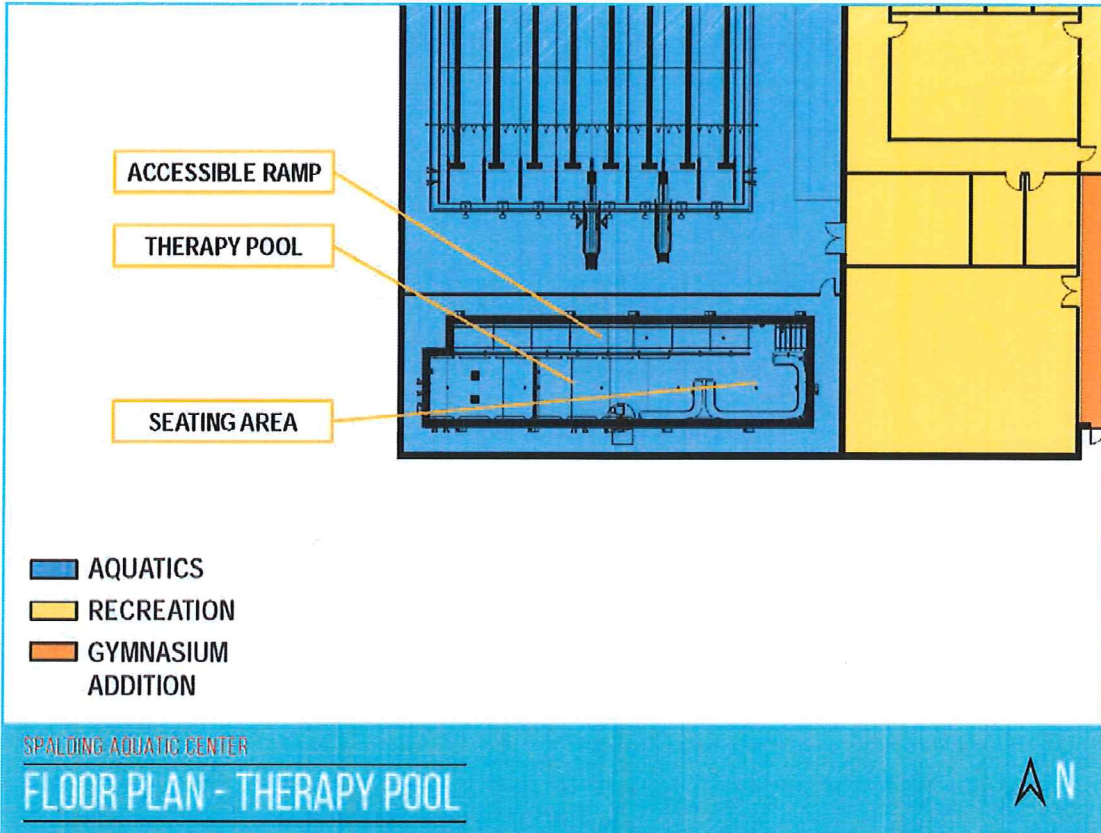 ACCESSIBLE RAMP
THERAPY POOL
SEATING AREA
AQUATICS
RECREATION
GYMNASIUM
ADDITION
SPALDING AQUATIC CENTER
FLOOR PLAN - THERAPY POOL
N